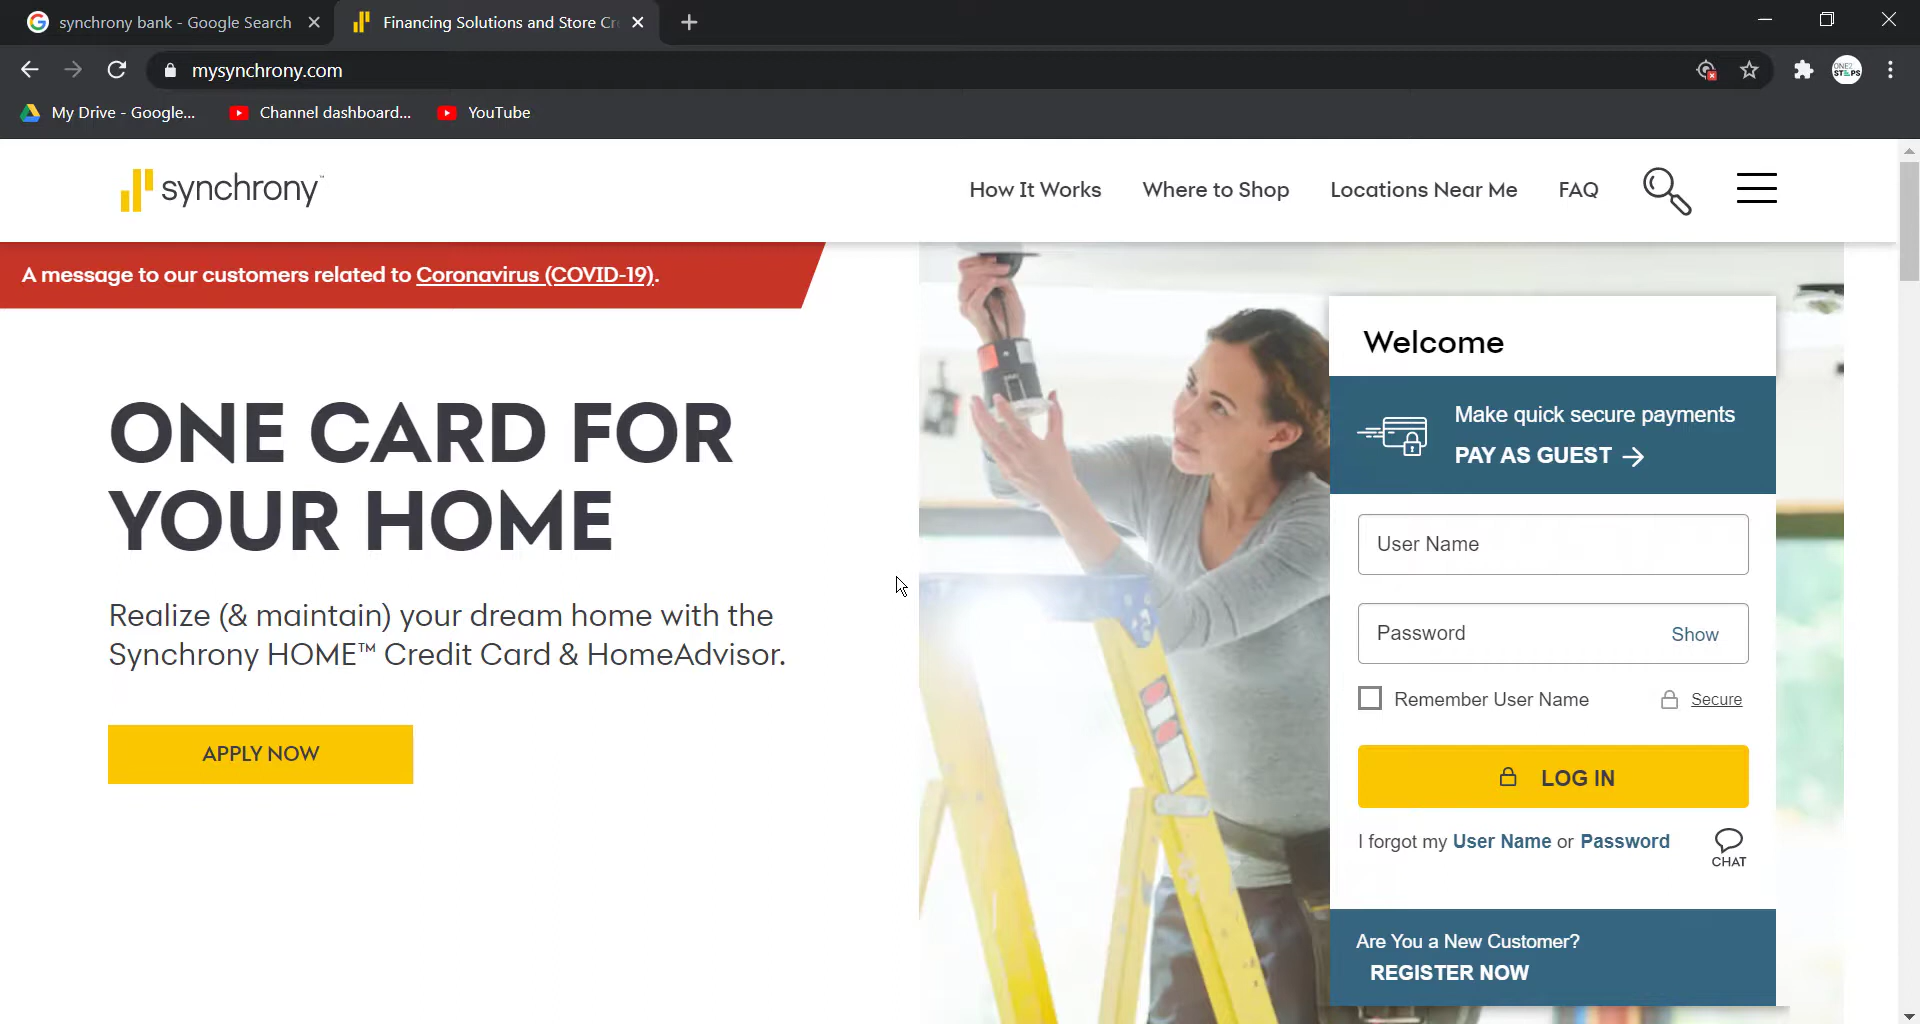 synchrony bank - Google Search
Financing Solutions and Store Cr
mysynchrony.com
ONE2
STEPS
My Drive - Google...
Channel dashboard...
YouTube
synchrony™
How It Works
Where to Shop
Locations Near Me
FAQ
A message to our customers related to Coronavirus (COVID-19).
ONE CARD FOR
YOUR HOME
Realize (& maintain) your dream home with the
Synchrony HOME™ Credit Card & HomeAdvisor.
APPLY NOW
Welcome
Make quick secure payments
PAY AS GUEST →
User Name
Password
Show
Remember User Name
Secure
LOG IN
I forgot my User Name or Password
CHAT
Are You a New Customer?
REGISTER NOW